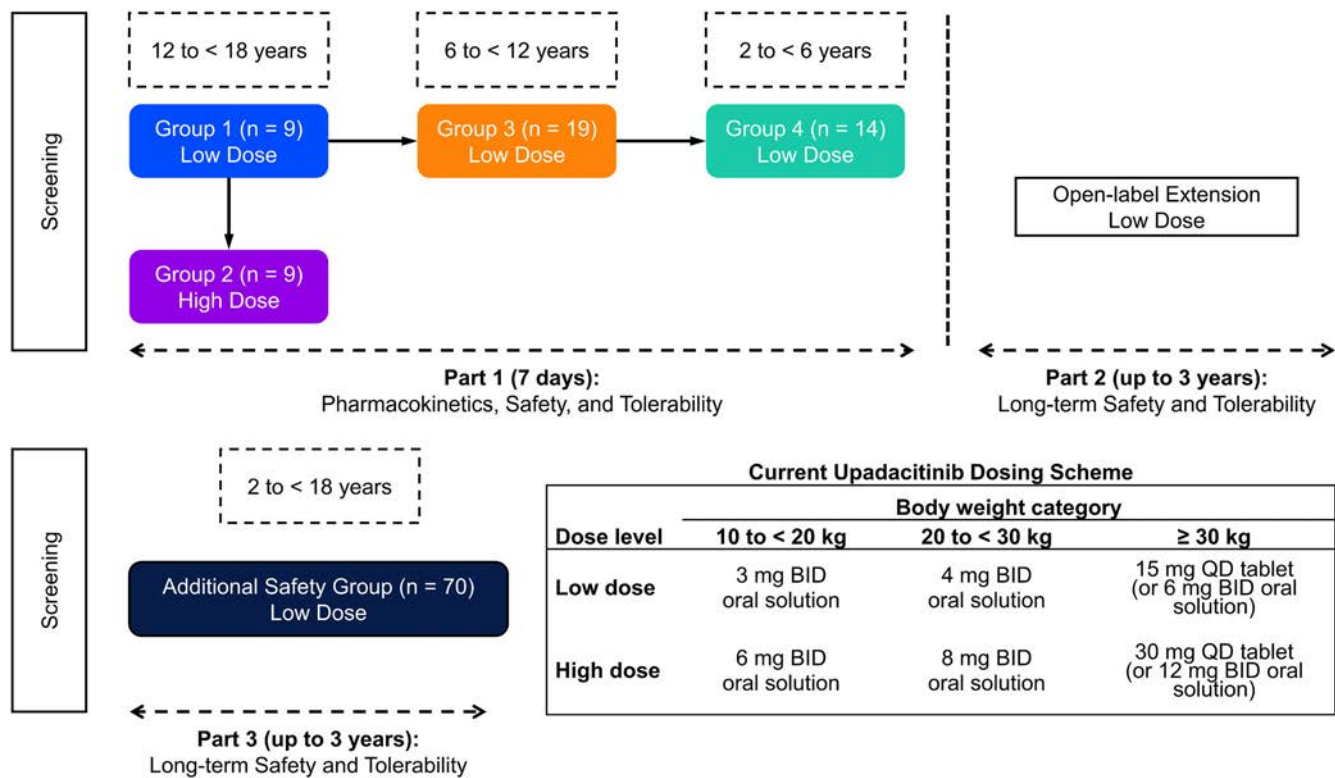 Screening
12 to < 18 years
6 to < 12 years
2 to < 6 years
Group 1 (n = 9)
Low Dose
Group 3 (n = 19)
Low Dose
Group 4 (n = 14)
Low Dose
Group 2 (n = 9)
High Dose
Open-label Extension
Low Dose
Part 1 (7 days):
Pharmacokinetics, Safety, and Tolerability
Part 2 (up to 3 years):
Long-term Safety and Tolerability
Screening
2 to < 18 years
Additional Safety Group (n = 70)
Low Dose
Part 3 (up to 3 years):
Long-term Safety and Tolerability
Current Upadacitinib Dosing Scheme
Body weight category
Dose level 10 to < 20 kg 20 to < 30 kg ≥ 30 kg
Low dose
3 mg BID
oral solution
4 mg BID
oral solution
15 mg QD tablet
(or 6 mg BID oral
solution)
High dose
6 mg BID
oral solution
8 mg BID
oral solution
30 mg QD tablet
(or 12 mg BID oral
solution)